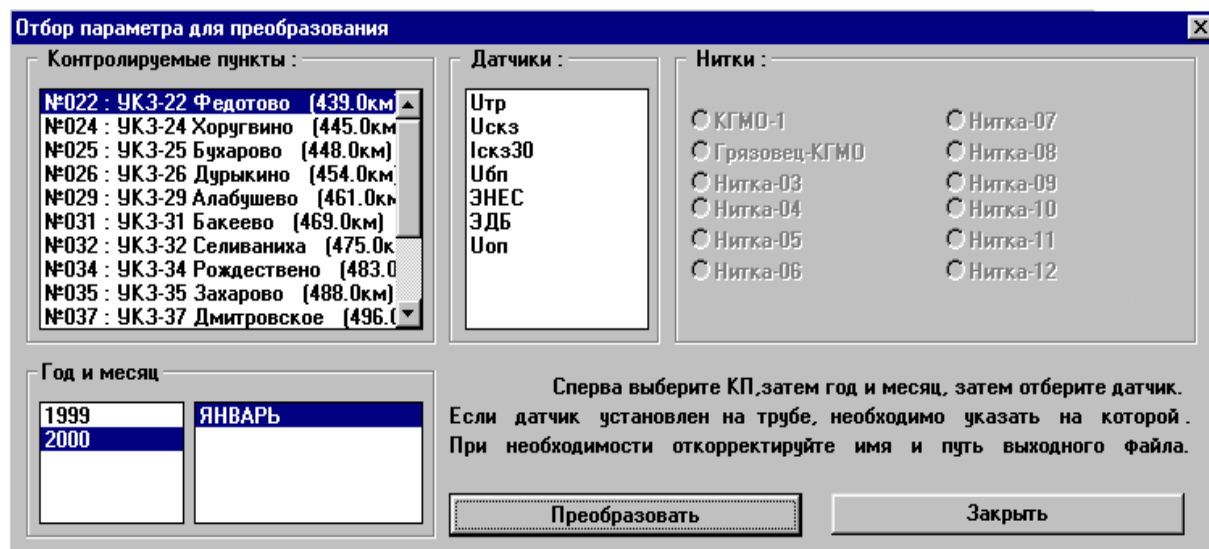 Отбор параметра для преобразования
Контролируемые пункты :
№022 : УКЗ-22 Федотово (439.0км)
№024 : УКЗ-24 Хоругвино (445.0км
№025 : УКЗ-25 Бухарово (448.0км)
№026 : УКЗ-26 Дурыкино (454.0км)
№029 : УКЗ-29 Алабушево (461.0км
№031 : УКЗ-31 Бакеево (469.0км)
№032 : УКЗ-32 Селиваниха (475.0к
№034 : УКЗ-34 Рождествено (483.0
№035 : УКЗ-35 Захарово (488.0км)
№037 : УКЗ-37 Дмитровское (496.0
Датчики :
Uтр
Uскз
Iскз30
Uбп
ЭНЕС
ЭДБ
Uоп
Нитки :
КГМО-1
Грязовец-КГМО
Нитка-03
Нитка-04
Нитка-05
Нитка-06
Нитка-07
Нитка-08
Нитка-09
Нитка-10
Нитка-11
Нитка-12
Год и месяц
1999
2000
ЯНВАРЬ
Сперва выберите КП,затем год и месяц, затем отберите датчик.
Если датчик установлен на трубе, необходимо указать на которой .
При необходимости откорректируйте имя и путь выходного файла.
Преобразовать
Закрыть